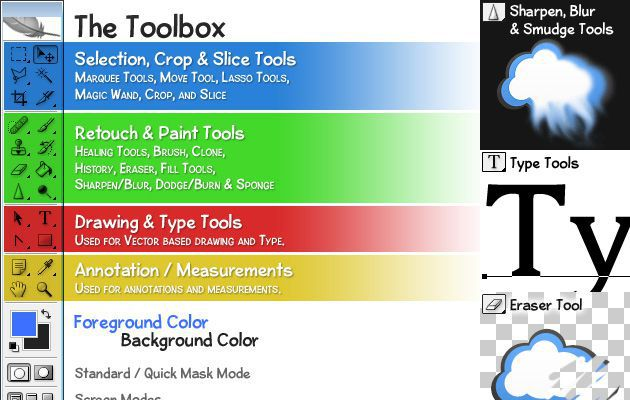 The Toolbox
Selection, Crop & Slice Tools
Marquee Tools, Move Tool, Lasso Tools,
Magic Wand, Crop, and Slice
Retouch & Paint Tools
Healing Tools, Brush, Clone,
History, Eraser, Fill Tools,
Sharpen/Blur, Dodge/Burn & Sponge
Drawing & Type Tools
Used for Vector based drawing and Type.
Annotation / Measurements
Used for annotations and measurements.
Foreground Color
Background Color
Standard / Quick Mask Mode
Screen Modes
Sharpen, Blur
& Smudge Tools
T Type Tools
Ty
Eraser Tool
T